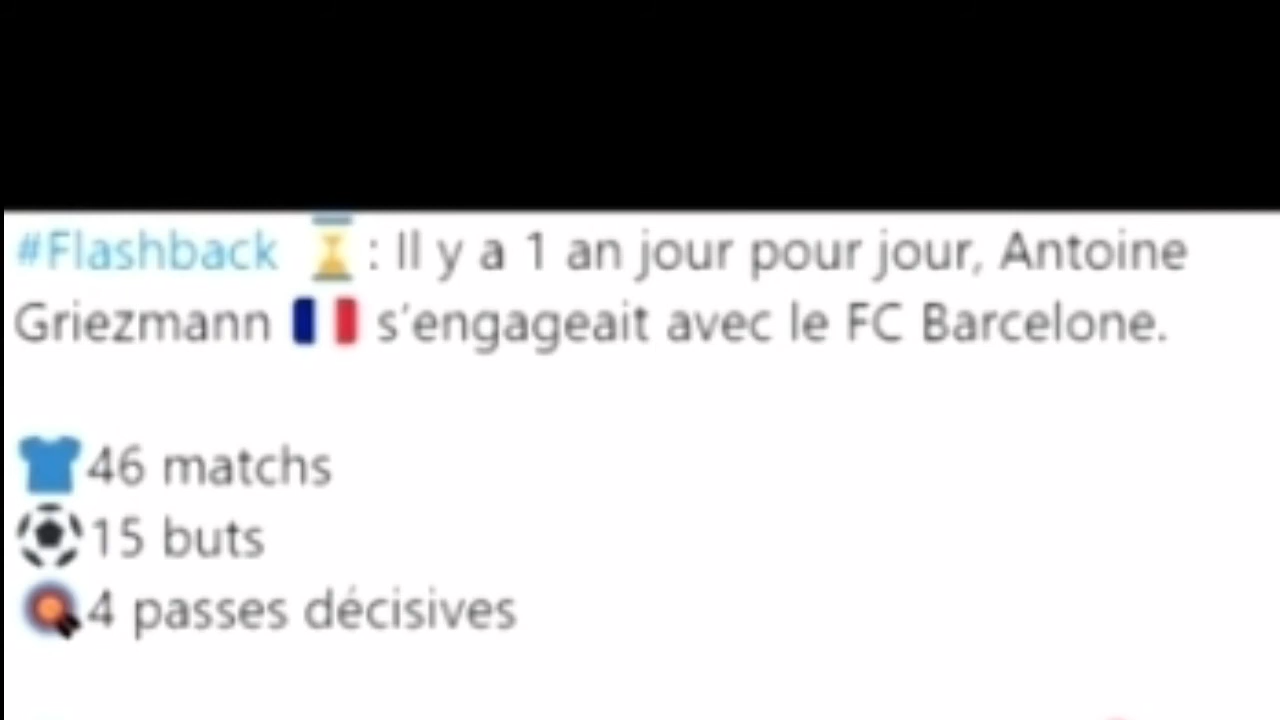 #Flashback ⏳ : Il y a 1 an jour pour jour, Antoine
Griezmann 🇫🇷 s'engageait avec le FC Barcelone.
👕46 matchs
⚽15 buts
🎯4 passes décisives